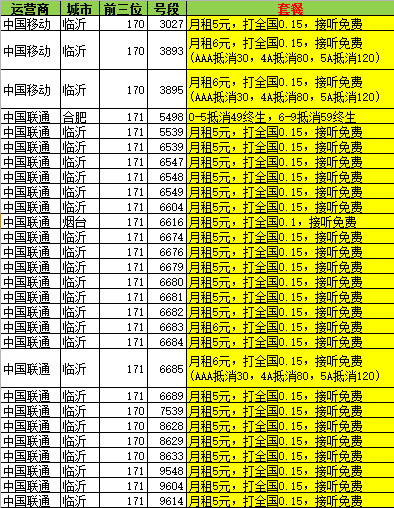 运营商 城市 前三位 号段 套餐
中国移动 临沂 170 3027 月租5元，打全国0.15，接听免费
中国移动 临沂 170 3893 月租6元，打全国0.15，接听免费
(AAA抵消30，4A抵消80，5A抵消120)
中国移动 临沂 170 3895 月租6元，打全国0.15，接听免费
(AAA抵消30，4A抵消80，5A抵消120)
中国联通 合肥 171 5498 0-5抵消49终生，6-9抵消59终生
中国联通 临沂 171 5539 月租5元，打全国0.15，接听免费
中国联通 临沂 171 6539 月租5元，打全国0.15，接听免费
中国联通 临沂 171 6547 月租5元，打全国0.15，接听免费
中国联通 临沂 171 6548 月租5元，打全国0.15，接听免费
中国联通 临沂 171 6549 月租5元，打全国0.15，接听免费
中国联通 临沂 171 6604 月租5元，打全国0.15，接听免费
中国联通 烟台 171 6616 月租5元，打全国0.1，接听免费
中国联通 临沂 171 6674 月租5元，打全国0.15，接听免费
中国联通 临沂 171 6676 月租5元，打全国0.15，接听免费
中国联通 临沂 171 6679 月租5元，打全国0.15，接听免费
中国联通 临沂 171 6680 月租5元，打全国0.15，接听免费
中国联通 临沂 171 6681 月租5元，打全国0.15，接听免费
中国联通 临沂 171 6682 月租5元，打全国0.15，接听免费
中国联通 临沂 171 6683 月租6元，打全国0.15，接听免费
中国联通 临沂 171 6684 月租5元，打全国0.15，接听免费
中国联通 临沂 171 6685 月租6元，打全国0.15，接听免费
(AAA抵消30，4A抵消80，5A抵消120)
中国联通 临沂 171 6689 月租5元，打全国0.15，接听免费
中国联通 临沂 170 7539 月租5元，打全国0.15，接听免费
中国联通 临沂 170 8628 月租5元，打全国0.15，接听免费
中国联通 临沂 170 8629 月租5元，打全国0.15，接听免费
中国联通 临沂 170 8633 月租5元，打全国0.15，接听免费
中国联通 临沂 171 9548 月租5元，打全国0.15，接听免费
中国联通 临沂 171 9604 月租5元，打全国0.15，接听免费
中国联通 临沂 171 9614 月租5元，打全国0.15，接听免费